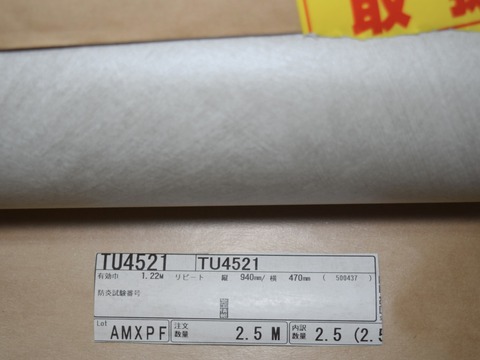 取扱
TU4521 TU4521
有効巾 1.22M リピート 縦 940mm/ 横 470mm ( 500437 )
防炎試験番号
Lot AMXPF 注文数量 2.5 M 内訳数量 2.5 (2.5